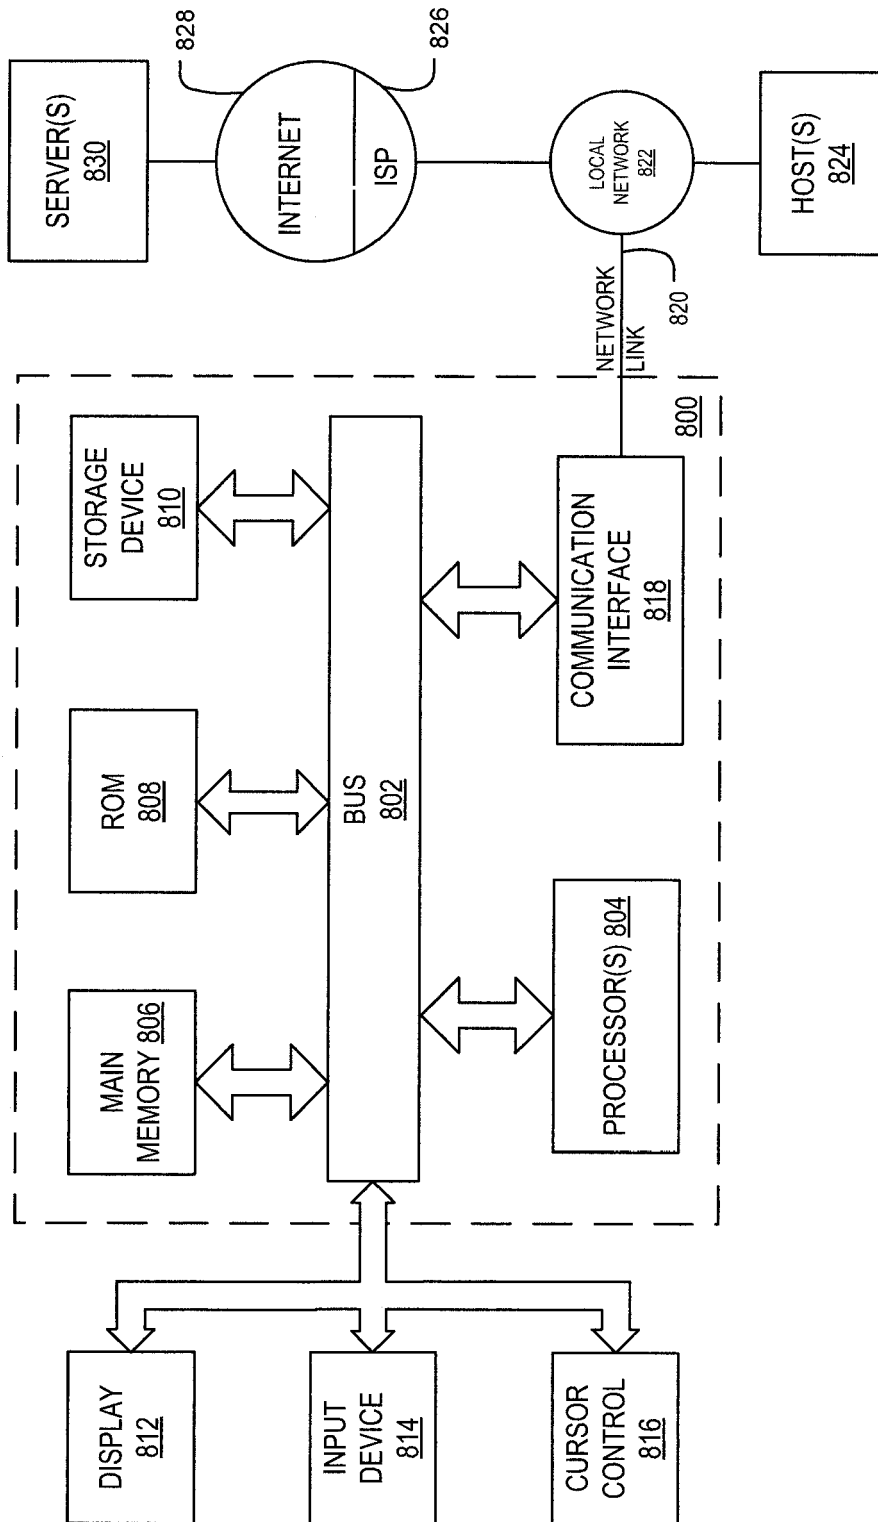 DISPLAY
812
INPUT
DEVICE
814
CURSOR
CONTROL
816
MAIN
MEMORY 806
ROM
808
STORAGE
DEVICE
810
BUS
802
PROCESSOR(S) 804
COMMUNICATION
INTERFACE
818
800
NETWORK
LINK
820
SERVER(S)
830
828
INTERNET
ISP
826
LOCAL
NETWORK
822
HOST(S)
824